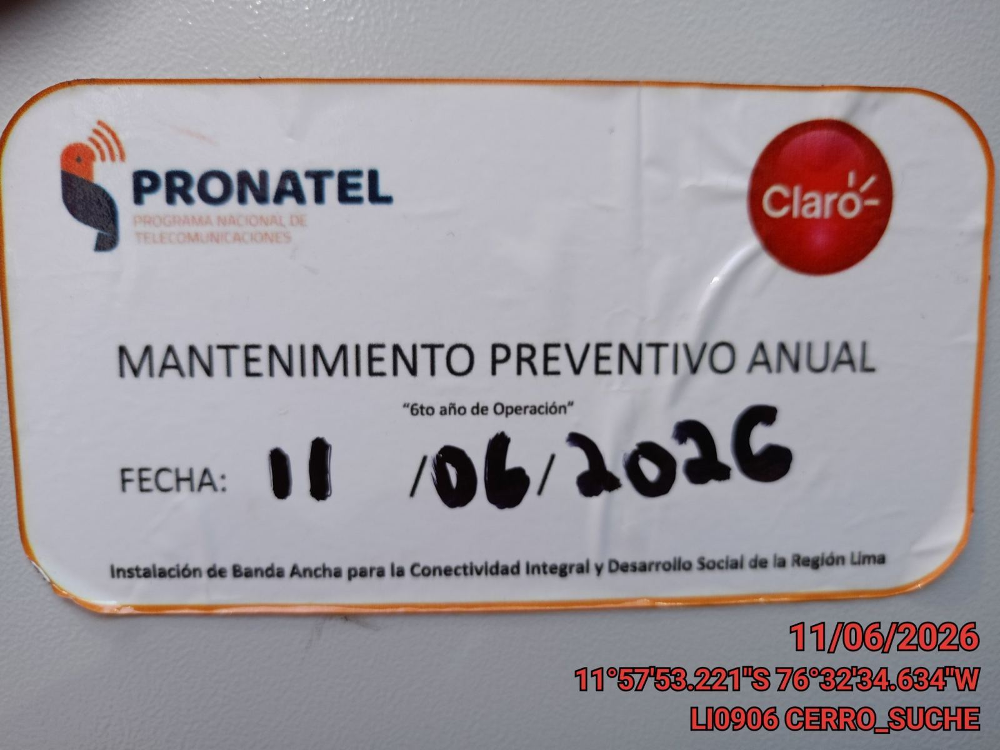 PRONATEL
PROGRAMA NACIONAL DE
TELECOMUNICACIONES
Claro
MANTENIMIENTO PREVENTIVO ANUAL
“6to año de Operación”
FECHA: 11 /06/2026
Instalación de Banda Ancha para la Conectividad Integral y Desarrollo Social de la Región Lima
11/06/2026
11°57'53.221"S 76°32'34.634"W
LI0906 CERRO_SUCHE